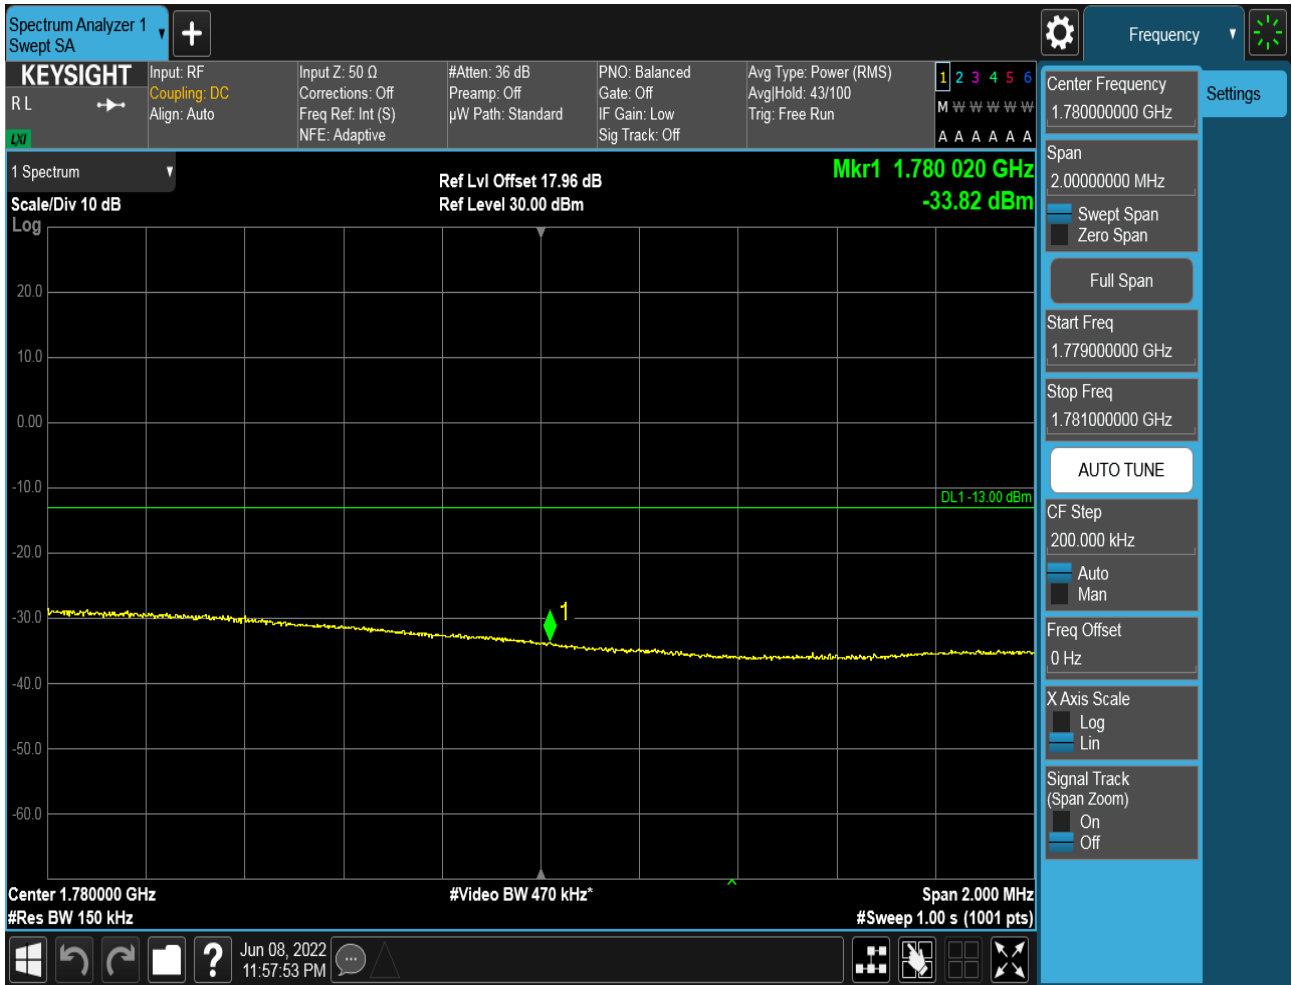 Spectrum Analyzer 1
Swept SA
Frequency
KEYSIGHT
R L
LXI
Input: RF
Coupling: DC
Align: Auto
Input Z: 50 Ω
Corrections: Off
Freq Ref: Int (S)
NFE: Adaptive
#Atten: 36 dB
Preamp: Off
µW Path: Standard
PNO: Balanced
Gate: Off
IF Gain: Low
Sig Track: Off
Avg Type: Power (RMS)
Avg|Hold: 43/100
Trig: Free Run
1 2 3 4 5 6
M W W W W W
A A A A A A
1 Spectrum
Scale/Div 10 dB
Log
Ref Lvl Offset 17.96 dB
Ref Level 30.00 dBm
Mkr1 1.780 020 GHz
-33.82 dBm
20.0
10.0
0.00
-10.0
DL1 -13.00 dBm
-20.0
-30.0
1
-40.0
-50.0
-60.0
Center 1.780000 GHz
#Video BW 470 kHz*
Span 2.000 MHz
#Res BW 150 kHz
#Sweep 1.00 s (1001 pts)
?
Jun 08, 2022
11:57:53 PM
Center Frequency
1.780000000 GHz
Settings
Span
2.00000000 MHz
Swept Span
Zero Span
Full Span
Start Freq
1.779000000 GHz
Stop Freq
1.781000000 GHz
AUTO TUNE
CF Step
200.000 kHz
Auto
Man
Freq Offset
0 Hz
X Axis Scale
Log
Lin
Signal Track
(Span Zoom)
On
Off